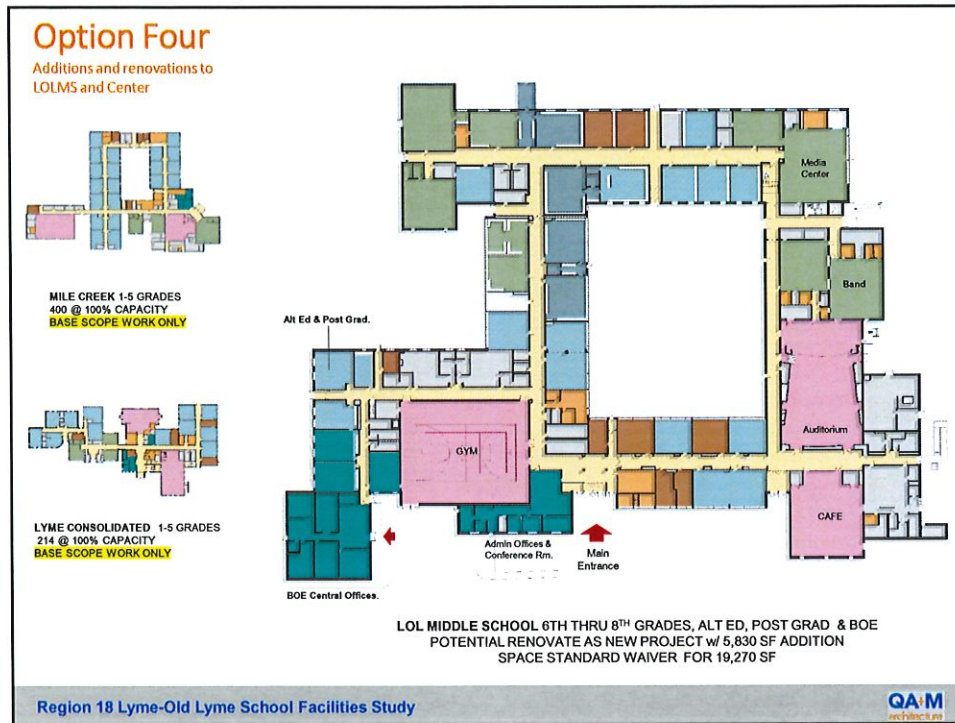 Option Four
Additions and renovations to
LOLMS and Center
MILE CREEK 1-5 GRADES
400 @ 100% CAPACITY
BASE SCOPE WORK ONLY
LYME CONSOLIDATED 1-5 GRADES
214 @ 100% CAPACITY
BASE SCOPE WORK ONLY
Media
Center
Band
Alt Ed & Post Grad.
Auditorium
GYM
CAFE
Admin Offices &
Conference Rm.
Main
Entrance
BOE Central Offices.
LOL MIDDLE SCHOOL 6TH THRU 8TH GRADES, ALT ED, POST GRAD & BOE
POTENTIAL RENOVATE AS NEW PROJECT w/ 5,830 SF ADDITION
SPACE STANDARD WAIVER FOR 19,270 SF
Region 18 Lyme-Old Lyme School Facilities Study
QA+M
architecture